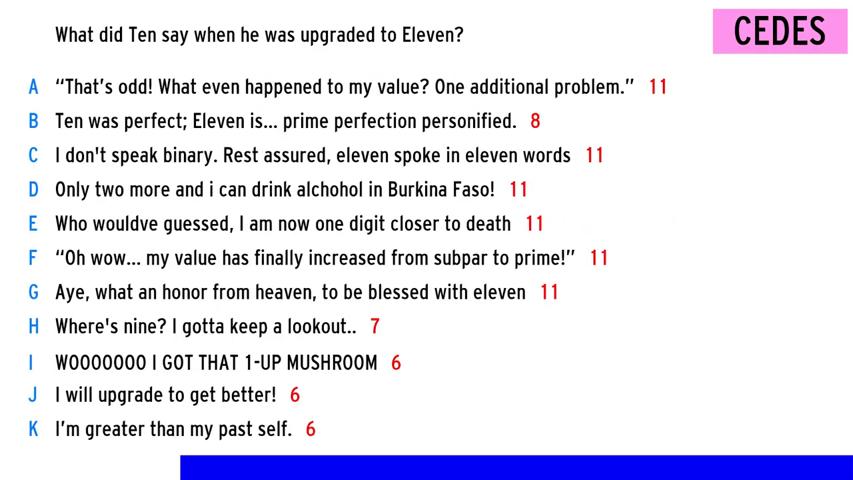 What did Ten say when he was upgraded to Eleven?
CEDES
A “That’s odd! What even happened to my value? One additional problem.” 11
B Ten was perfect; Eleven is... prime perfection personified. 8
C I don't speak binary. Rest assured, eleven spoke in eleven words 11
D Only two more and i can drink alchohol in Burkina Faso! 11
E Who wouldve guessed, I am now one digit closer to death 11
F “Oh wow... my value has finally increased from subpar to prime!” 11
G Aye, what an honor from heaven, to be blessed with eleven 11
H Where's nine? I gotta keep a lookout.. 7
I WOOOOOOO I GOT THAT 1-UP MUSHROOM 6
J I will upgrade to get better! 6
K I’m greater than my past self. 6